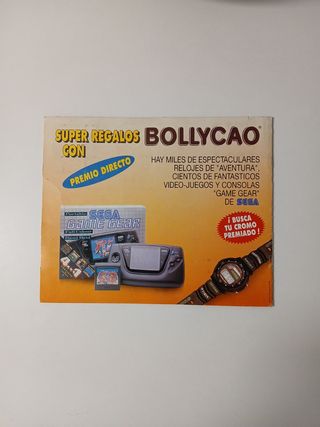 SUPER REGALOS
CON
BOLLYCAO
PREMIO DIRECTO
HAY MILES DE ESPECTACULARES
RELOJES DE "AVENTURA",
CIENTOS DE FANTASTICOS
VIDEO-JUEGOS Y CONSOLAS
"GAME GEAR"
DE SEGA
¡ BUSCA
TU CROMO
PREMIADO !
SEGA
GAME GEAR